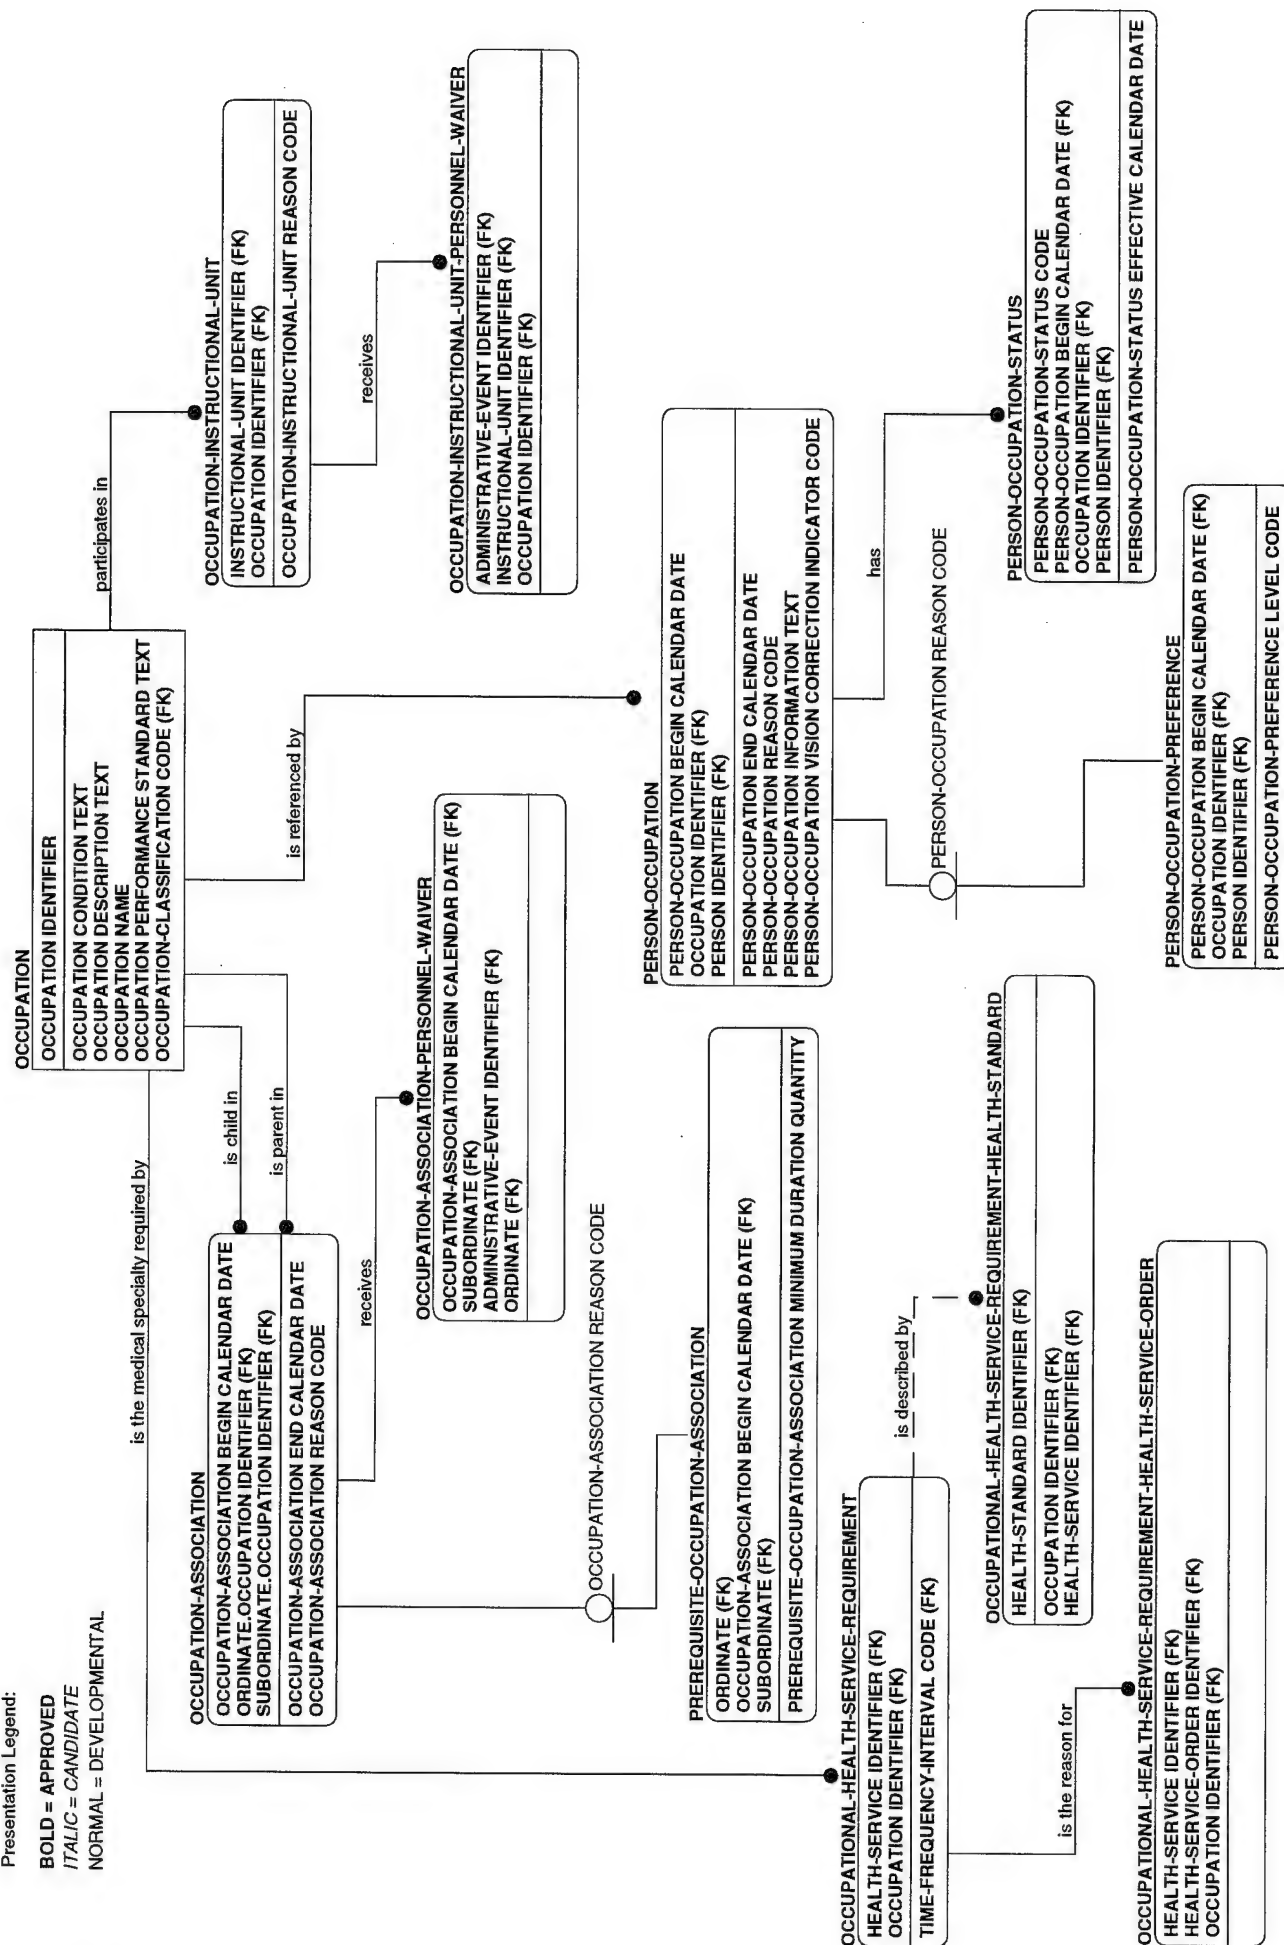 Presentation Legend:
BOLD = APPROVED
ITALIC = CANDIDATE
NORMAL = DEVELOPMENTAL
OCCUPATION
OCCUPATION IDENTIFIER
OCCUPATION CONDITION TEXT
OCCUPATION DESCRIPTION TEXT
OCCUPATION NAME
OCCUPATION PERFORMANCE STANDARD TEXT
OCCUPATION-CLASSIFICATION CODE (FK)
is the medical specialty required by
is child in
is parent in
is referenced by
participates in
OCCUPATION-ASSOCIATION
OCCUPATION-ASSOCIATION BEGIN CALENDAR DATE
ORDINATE.OCCUPATION IDENTIFIER (FK)
SUBORDINATE.OCCUPATION IDENTIFIER (FK)
OCCUPATION-ASSOCIATION END CALENDAR DATE
OCCUPATION-ASSOCIATION REASON CODE
receives
OCCUPATION-ASSOCIATION-PERSONNEL-WAIVER
OCCUPATION-ASSOCIATION BEGIN CALENDAR DATE (FK)
SUBORDINATE (FK)
ADMINISTRATIVE-EVENT IDENTIFIER (FK)
ORDINATE (FK)
OCCUPATION-INSTRUCTIONAL-UNIT
INSTRUCTIONAL-UNIT IDENTIFIER (FK)
OCCUPATION IDENTIFIER (FK)
OCCUPATION-INSTRUCTIONAL-UNIT REASON CODE
receives
OCCUPATION-INSTRUCTIONAL-UNIT-PERSONNEL-WAIVER
ADMINISTRATIVE-EVENT IDENTIFIER (FK)
INSTRUCTIONAL-UNIT IDENTIFIER (FK)
OCCUPATION IDENTIFIER (FK)
OCCUPATION-ASSOCIATION REASON CODE
PREREQUISITE-OCCUPATION-ASSOCIATION
ORDINATE (FK)
OCCUPATION-ASSOCIATION BEGIN CALENDAR DATE (FK)
SUBORDINATE (FK)
PREREQUISITE-OCCUPATION-ASSOCIATION MINIMUM DURATION QUANTITY
PERSON-OCCUPATION
PERSON-OCCUPATION BEGIN CALENDAR DATE
OCCUPATION IDENTIFIER (FK)
PERSON IDENTIFIER (FK)
PERSON-OCCUPATION END CALENDAR DATE
PERSON-OCCUPATION REASON CODE
PERSON-OCCUPATION INFORMATION TEXT
PERSON-OCCUPATION VISION CORRECTION INDICATOR CODE
has
PERSON-OCCUPATION REASON CODE
OCCUPATIONAL-HEALTH-SERVICE-REQUIREMENT
HEALTH-SERVICE IDENTIFIER (FK)
OCCUPATION IDENTIFIER (FK)
TIME-FREQUENCY-INTERVAL CODE (FK)
is described by
OCCUPATIONAL-HEALTH-SERVICE-REQUIREMENT-HEALTH-STANDARD
HEALTH-STANDARD IDENTIFIER (FK)
OCCUPATION IDENTIFIER (FK)
HEALTH-SERVICE IDENTIFIER (FK)
PERSON-OCCUPATION-STATUS
PERSON-OCCUPATION-STATUS CODE
PERSON-OCCUPATION BEGIN CALENDAR DATE (FK)
OCCUPATION IDENTIFIER (FK)
PERSON IDENTIFIER (FK)
PERSON-OCCUPATION-STATUS EFFECTIVE CALENDAR DATE
is the reason for
OCCUPATIONAL-HEALTH-SERVICE-REQUIREMENT-HEALTH-SERVICE-ORDER
HEALTH-SERVICE IDENTIFIER (FK)
HEALTH-SERVICE-ORDER IDENTIFIER (FK)
OCCUPATION IDENTIFIER (FK)
PERSON-OCCUPATION-PREFERENCE
PERSON-OCCUPATION BEGIN CALENDAR DATE (FK)
OCCUPATION IDENTIFIER (FK)
PERSON IDENTIFIER (FK)
PERSON-OCCUPATION-PREFERENCE LEVEL CODE